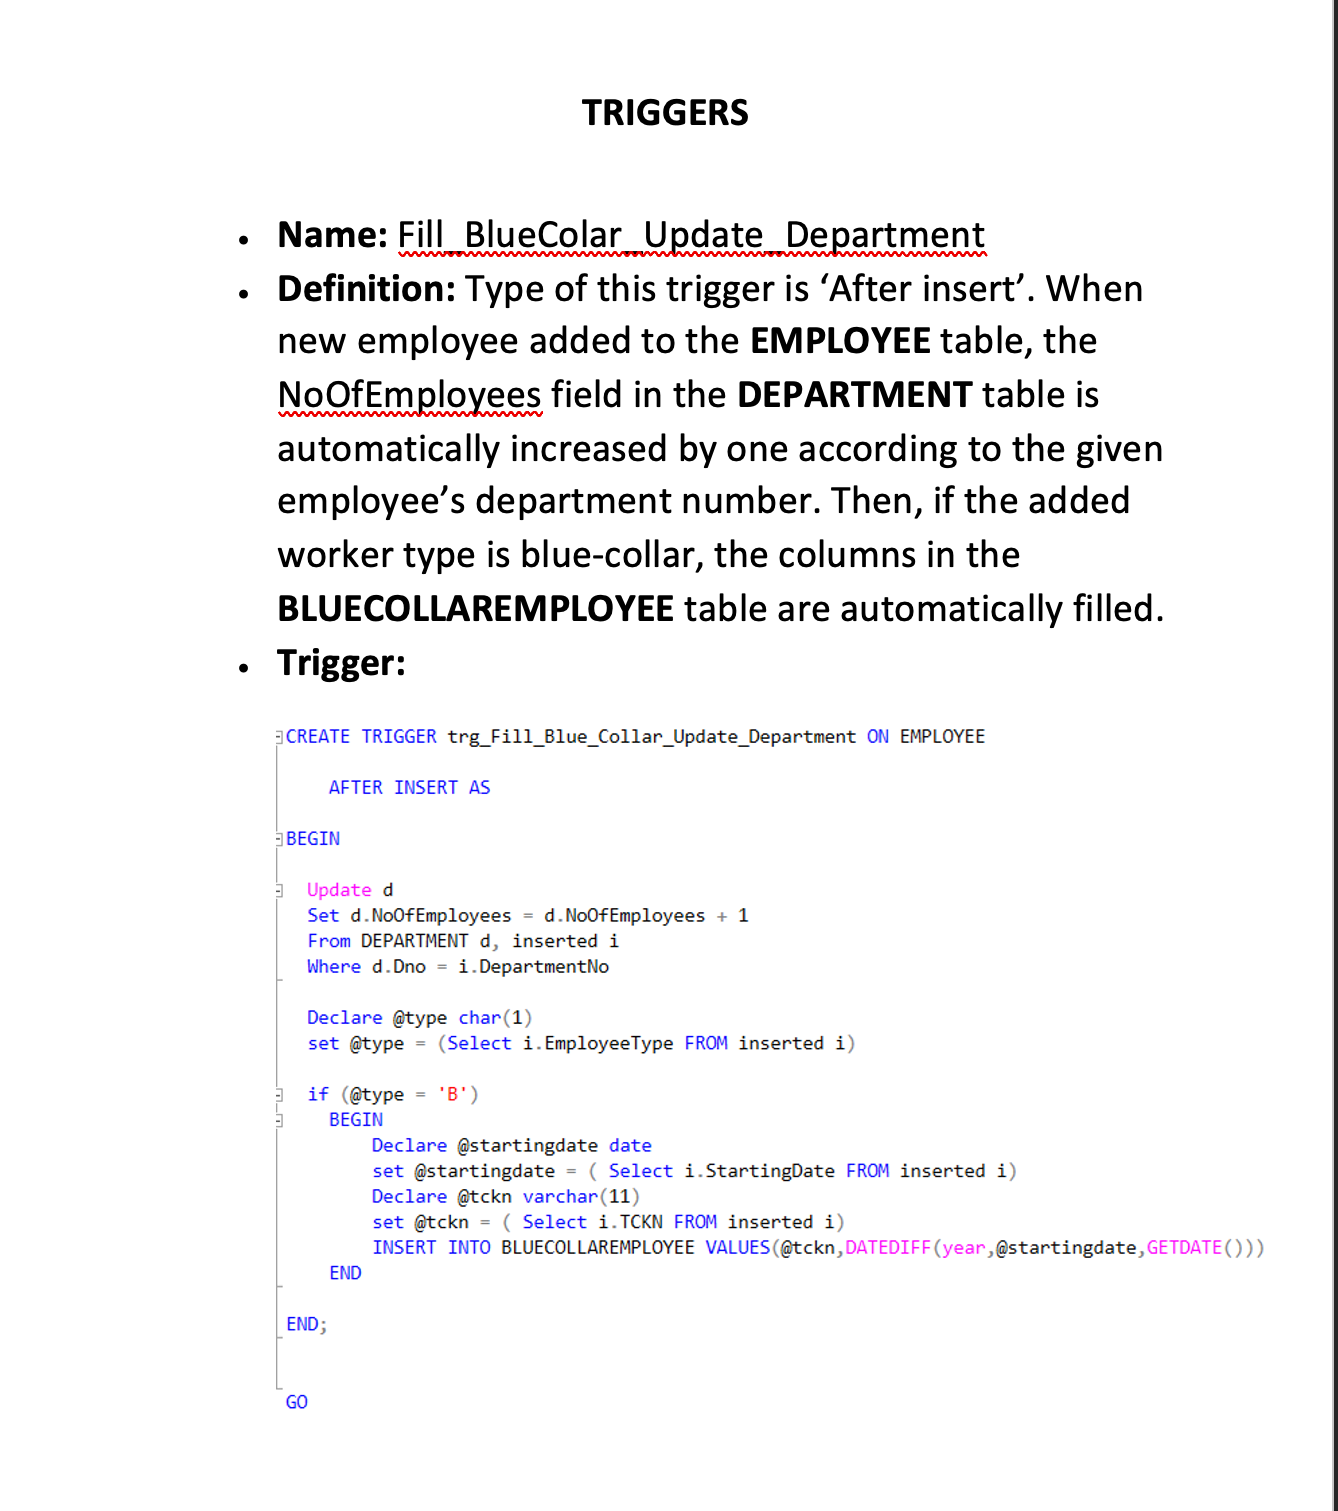 TRIGGERS
• Name: Fill_BlueColar_Update_Department
• Definition: Type of this trigger is ‘After insert’. When
new employee added to the EMPLOYEE table, the
NoOfEmployees field in the DEPARTMENT table is
automatically increased by one according to the given
employee’s department number. Then, if the added
worker type is blue-collar, the columns in the
BLUECOLLAREMPLOYEE table are automatically filled.
• Trigger:
CREATE TRIGGER trg_Fill_Blue_Collar_Update_Department ON EMPLOYEE
AFTER INSERT AS
BEGIN
Update d
Set d.NoOfEmployees = d.NoOfEmployees + 1
From DEPARTMENT d, inserted i
Where d.Dno = i.DepartmentNo
Declare @type char(1)
set @type = (Select i.EmployeeType FROM inserted i)
if (@type = 'B')
BEGIN
Declare @startingdate date
set @startingdate = ( Select i.StartingDate FROM inserted i)
Declare @tckn varchar(11)
set @tckn = ( Select i.TCKN FROM inserted i)
INSERT INTO BLUECOLLAREMPLOYEE VALUES(@tckn,DATEDIFF(year,@startingdate,GETDATE()))
END
END;
GO